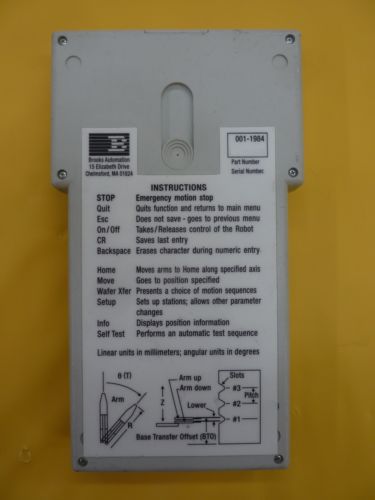 Brooks Automation
15 Elizabeth Drive
Chelmsford, MA 01824
001-1984
Part Number
Serial Number
INSTRUCTIONS
STOP Emergency motion stop
Quit Quits function and returns to main menu
Esc Does not save - goes to previous menu
On/Off Takes/Releases control of the Robot
CR Saves last entry
Backspace Erases character during numeric entry
Home Moves arms to Home along specified axis
Move Goes to position specified
Wafer Xfer Presents a choice of motion sequences
Setup Sets up stations; allows other parameter
changes
Info Displays position information
Self Test Performs an automatic test sequence
Linear units in millimeters; angular units in degrees
θ (T)
Arm
R
Arm up
Arm down
Z
Lower
Base Transfer Offset (BTO)
Slots
#3
Pitch
#2
#1